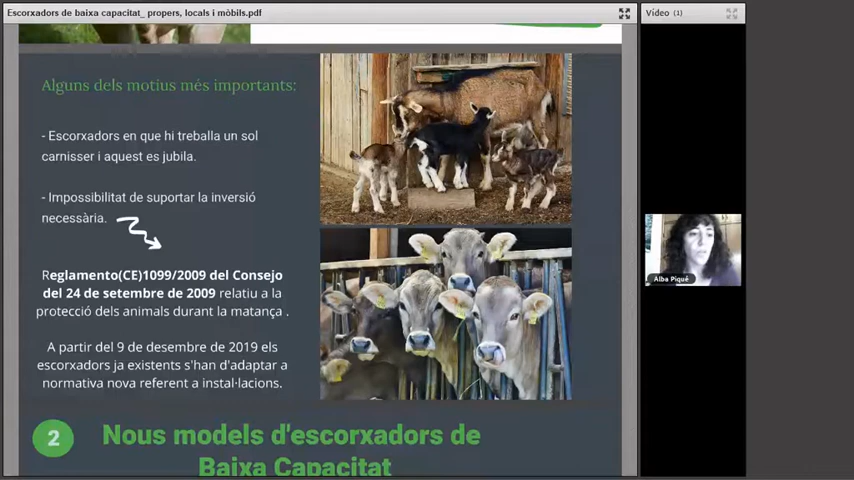 Escorxadors de baixa capacitat_ propers, locals i mòbils.pdf
Vídeo (1)
Alguns dels motius més importants:
- Escorxadors en que hi treballa un sol
carnisser i aquest es jubila.
- Impossibilitat de suportar la inversió
necessària.
Reglamento(CE)1099/2009 del Consejo
del 24 de setembre de 2009 relatiu a la
protecció dels animals durant la matança .
A partir del 9 de desembre de 2019 els
escorxadors ja existents s'han d'adaptar a
normativa nova referent a instal·lacions.
2
Nous models d'escorxadors de
Baixa Capacitat
Alba Piqué